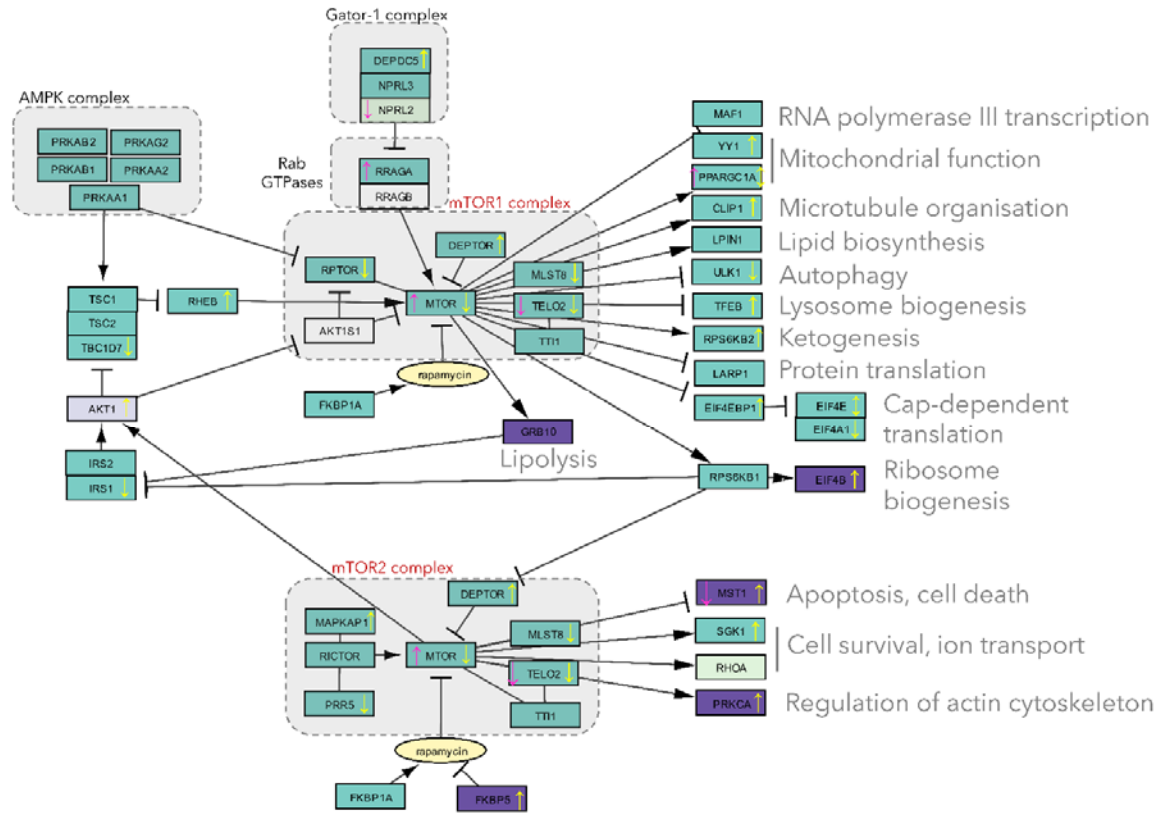 Gator-1 complex
DEPDC5
NPRL3
NPRL2
AMPK complex
PRKAB2 PRKAG2
PRKAB1 PRKAA2
PRKAA1
Rab
GTPases
RRAGA
RRAGB
mTOR1 complex
MAF1 RNA polymerase III transcription
YY1
PPARGC1A
Mitochondrial function
CLIP1 Microtubule organisation
LPIN1 Lipid biosynthesis
ULK1 Autophagy
TFEB Lysosome biogenesis
RPS6KB2 Ketogenesis
LARP1 Protein translation
EIF4EBP1 EIF4E
EIF4A1
Cap-dependent
translation
DEPTOR
RPTOR
MLST8
MTOR
TELO2
AKT1S1
TTI1
TSC1
TSC2
TBC1D7
RHEB
rapamycin
FKBP1A
AKT1
GRB10
Lipolysis
IRS2
IRS1
RPS6KB1 EIF4B
Ribosome
biogenesis
mTOR2 complex
DEPTOR
MAPKAP1
MLST8
RICTOR
MTOR
TELO2
PRR5
TTI1
MST1 Apoptosis, cell death
SGK1
RHOA
Cell survival, ion transport
PRKCA Regulation of actin cytoskeleton
rapamycin
FKBP1A
FKBP5